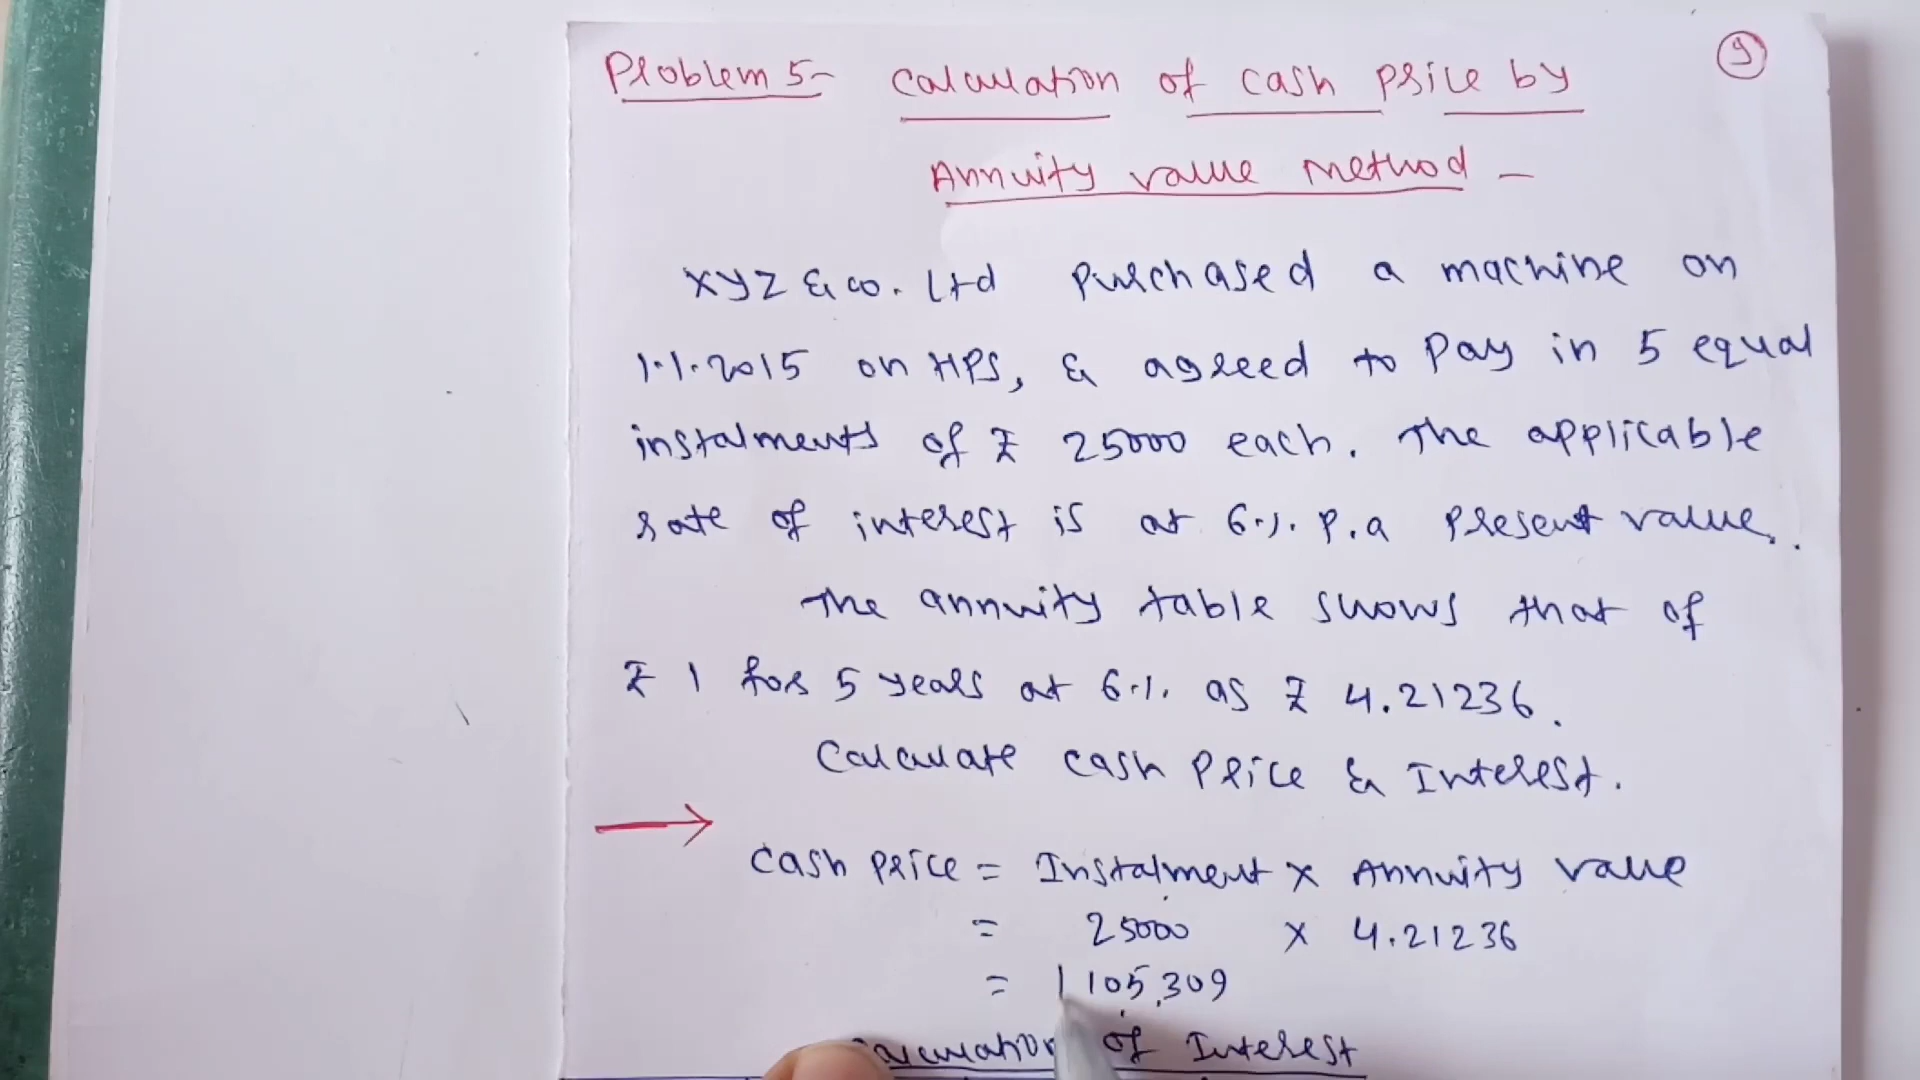 Problem 5- Calculation of cash price by
9
Annuity value Method -
XYZ & co. Ltd Purchased a machine on
1.1.2015 on HPS, & agreed to Pay in 5 equal
instalments of ₹ 25000 each. The applicable
rate of interest is at 6.%. P.a Present value.
The annuity table shows that of
₹ 1 for 5 years at 6.%. as ₹ 4.21236.
Calculate cash Price & Interest.
Cash Price = Instalment x Annuity value
= 25000 x 4.21236
= 105,309
Calculation of Interest